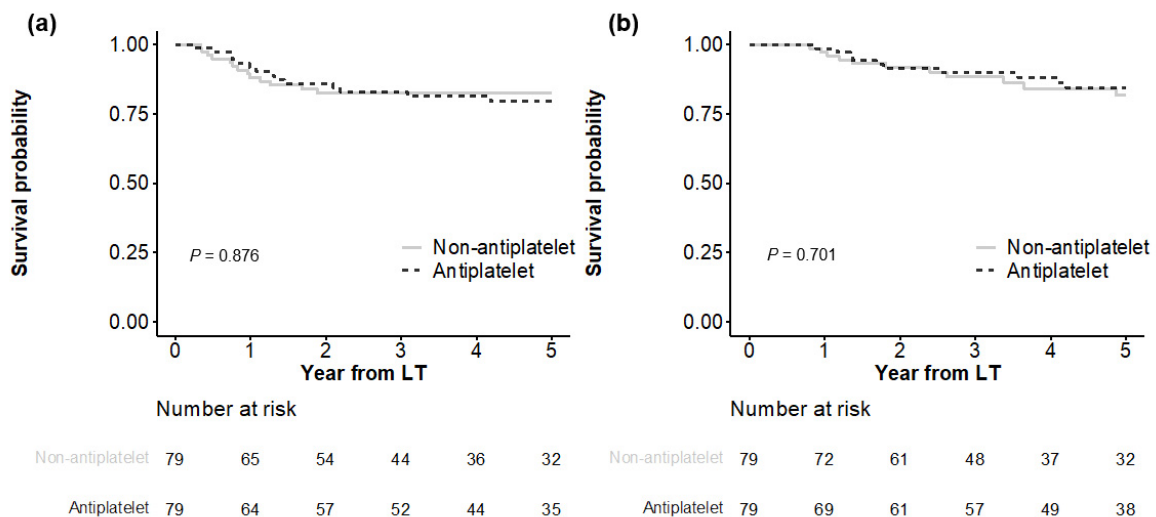 (a)
Survival probability
1.00
0.75
0.50
0.25
0.00
P = 0.876
Non-antiplatelet
Antiplatelet
0 1 2 3 4 5
Year from LT
Number at risk
Non-antiplatelet 79 65 54 44 36 32
Antiplatelet 79 64 57 52 44 35
(b)
Survival probability
1.00
0.75
0.50
0.25
0.00
P = 0.701
Non-antiplatelet
Antiplatelet
0 1 2 3 4 5
Year from LT
Number at risk
Non-antiplatelet 79 72 61 48 37 32
Antiplatelet 79 69 61 57 49 38